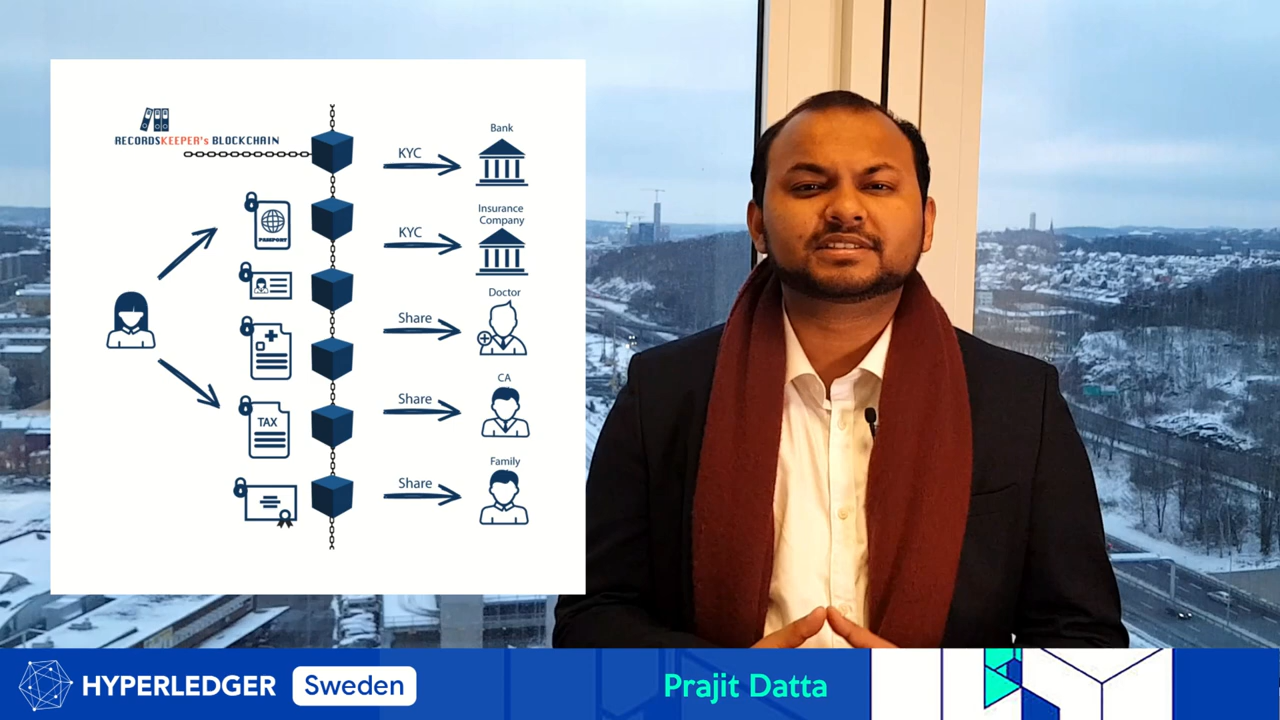 RECORDSKEEPER's BLOCKCHAIN
Bank
KYC
Insurance
Company
KYC
PASSPORT
Doctor
Share
CA
Share
TAX
Family
Share
HYPERLEDGER
Sweden
Prajit Datta